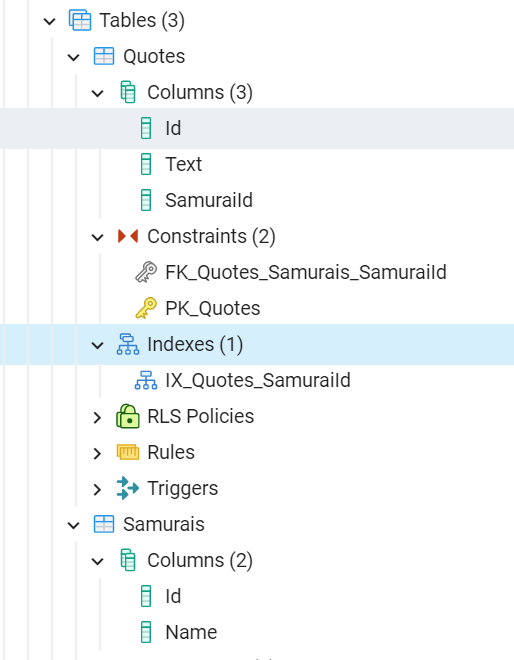 Tables (3)
Quotes
Columns (3)
Id
Text
SamuraiId
Constraints (2)
FK_Quotes_Samurais_SamuraiId
PK_Quotes
Indexes (1)
IX_Quotes_SamuraiId
RLS Policies
Rules
Triggers
Samurais
Columns (2)
Id
Name